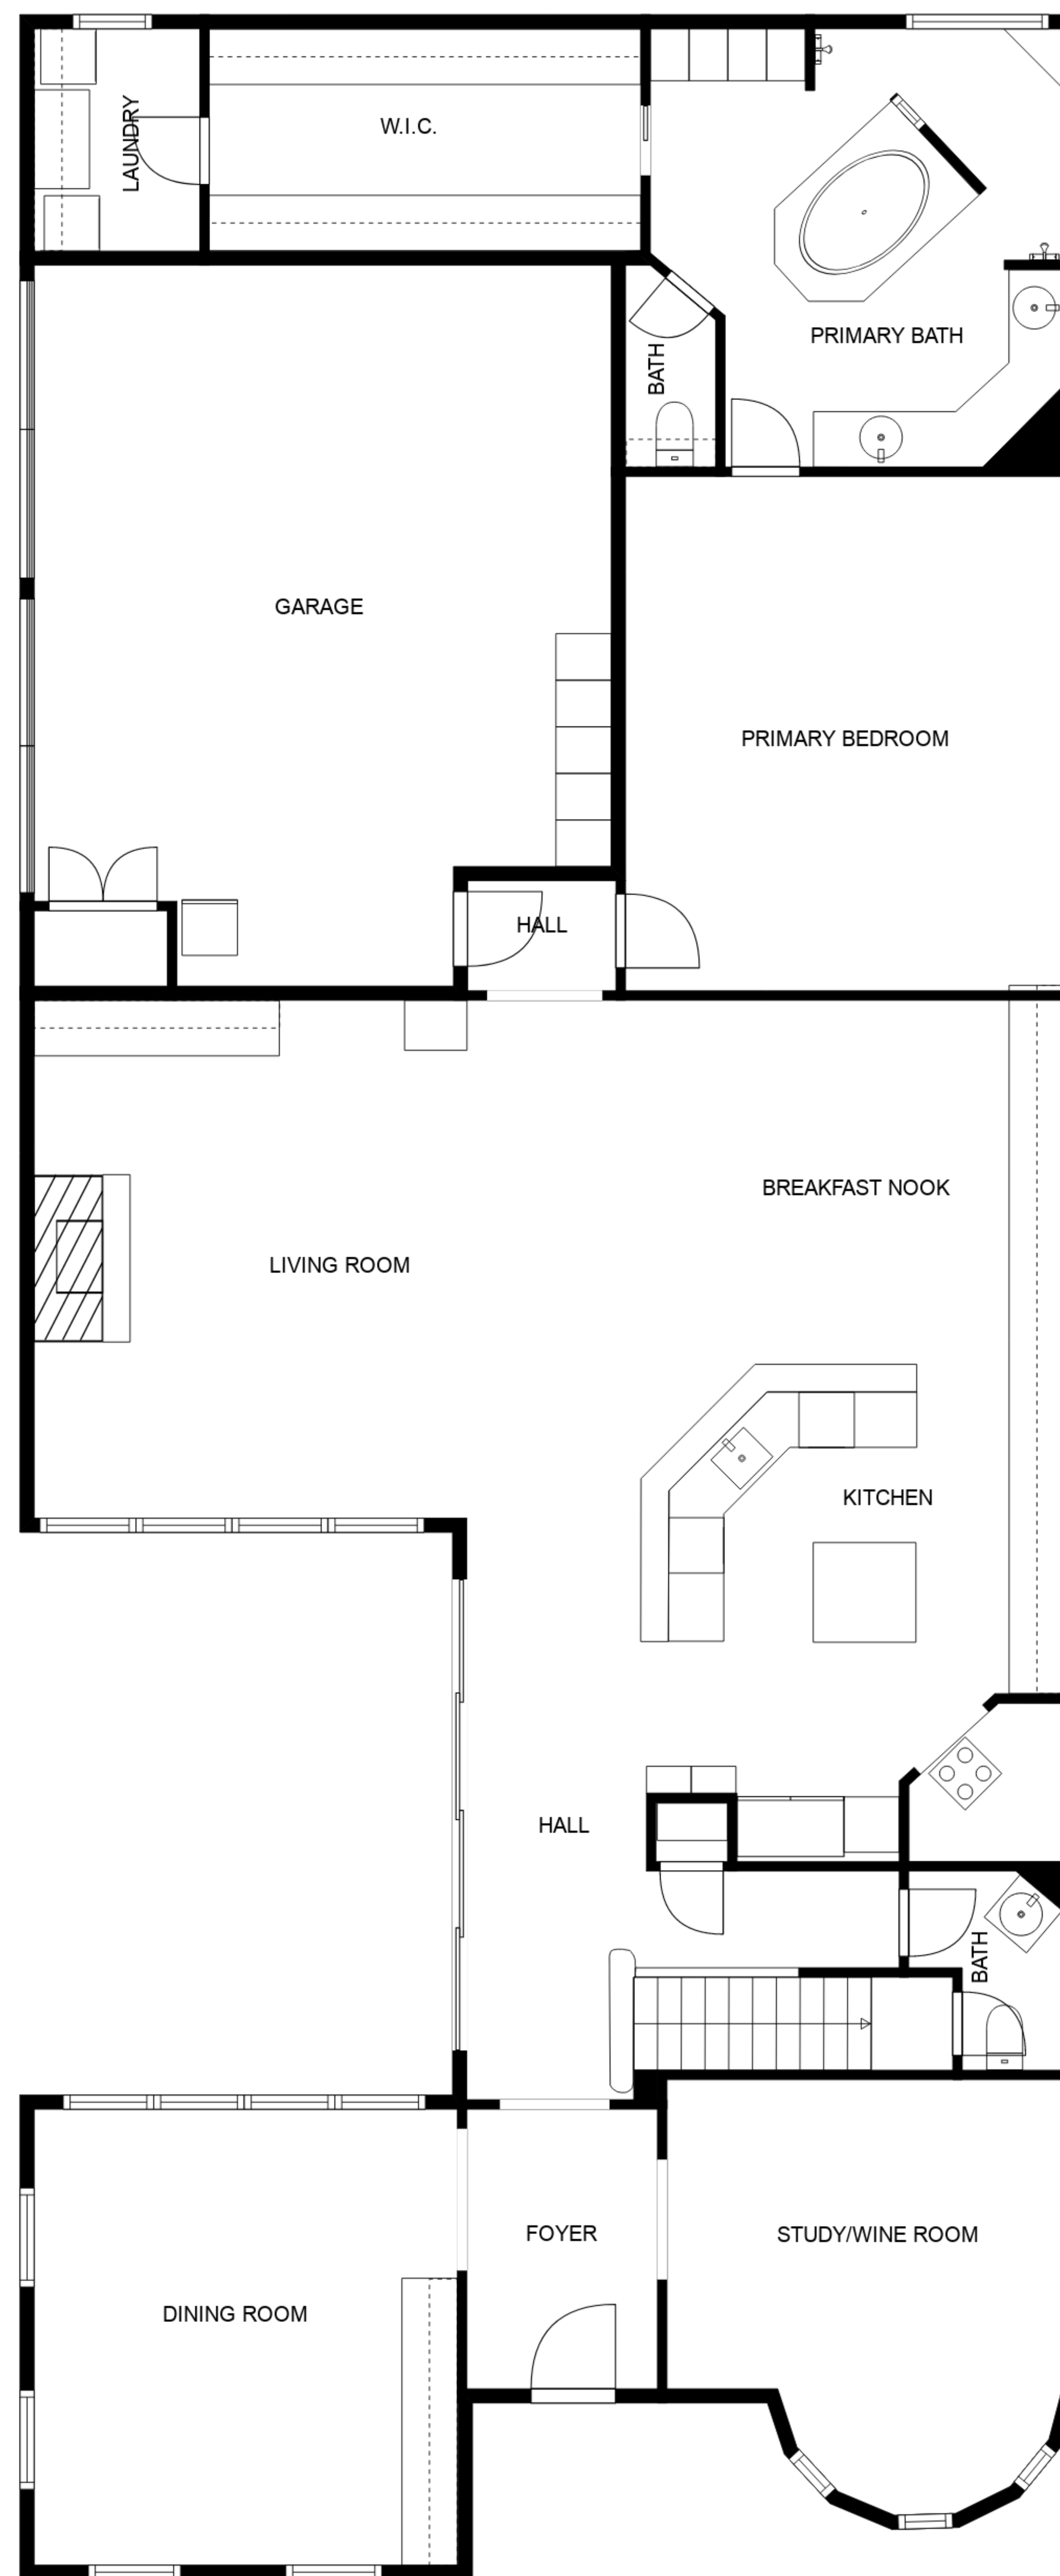 LAUNDRY
W.I.C.
PRIMARY BATH
BATH
GARAGE
PRIMARY BEDROOM
HALL
BREAKFAST NOOK
LIVING ROOM
KITCHEN
HALL
BATH
FOYER
STUDY/WINE ROOM
DINING ROOM